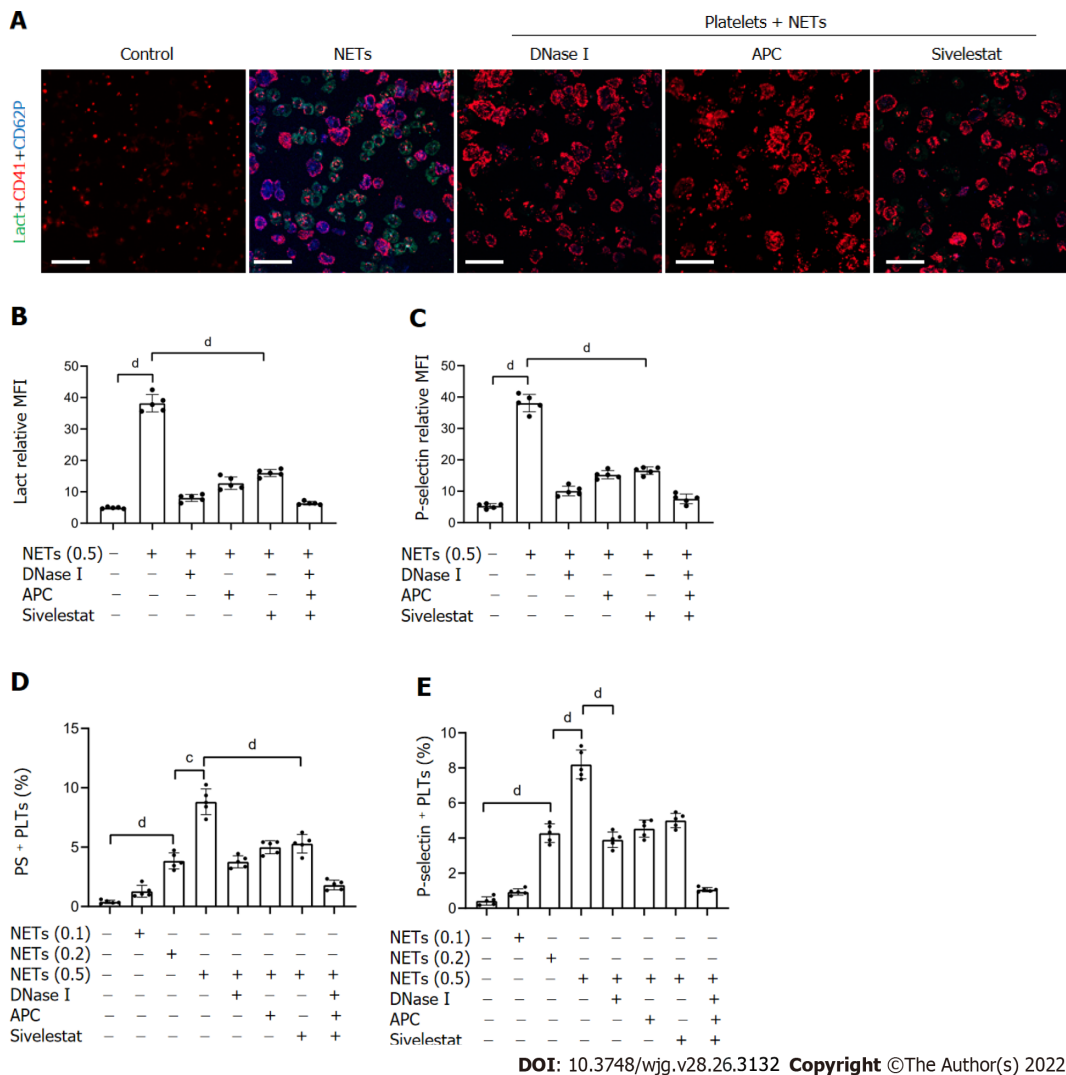 A
Platelets + NETs
Control NETs DNase I APC Sivelestat
Lact+CD41+CD62P
B
d
d
50
40
30
20
10
0
Lact relative MFI
NETs (0.5) – + + + + +
DNase I – – + – – +
APC – – – + – +
Sivelestat – – – – + +
C
d
d
50
40
30
20
10
0
P-selectin relative MFI
NETs (0.5) – + + + + +
DNase I – – + – – +
APC – – – + – +
Sivelestat – – – – + +
D
15
10
5
0
PS + PLTs (%)
d
c
d
NETs (0.1) – + – – – – – –
NETs (0.2) – – + – – – – –
NETs (0.5) – – – + + + + +
DNase I – – – – + – – +
APC – – – – – + – +
Sivelestat – – – – – – + +
E
10
8
6
4
2
0
P-selectin + PLTs (%)
d
d
d
NETs (0.1) – + – – – – – –
NETs (0.2) – – + – – – – –
NETs (0.5) – – – + + + + +
DNase I – – – – + – – +
APC – – – – – + – +
Sivelestat – – – – – – + +
DOI: 10.3748/wjg.v28.26.3132 Copyright ©The Author(s) 2022